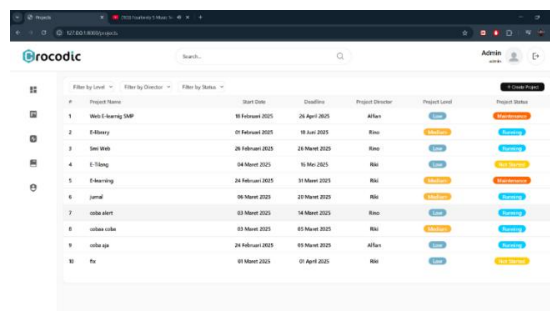 Projects
127.0.0.1:8000/projects
Crocodic
Search...
Admin
admin
Filter by Level
Filter by Director
Filter by Status
+ Create Project
# Project Name Start Date Deadline Project Director Project Level Project Status
1 Web E-learnig SMP 18 Februari 2025 26 April 2025 Alfian Low Maintenance
2 E-library 01 Februari 2025 18 Juni 2025 Rino Medium Running
3 Smi Web 26 Februari 2025 26 Maret 2025 Rino Low Running
4 E-Tilang 04 Maret 2025 16 Mei 2025 Riki Low Not Started
5 E-learning 24 Februari 2025 31 Maret 2025 Riki Medium Maintenance
6 jurnal 06 Maret 2025 20 Maret 2025 Riki Medium Running
7 coba alert 03 Maret 2025 14 Maret 2025 Rino Low Running
8 cobaa coba 03 Maret 2025 05 Maret 2025 Riki Medium Running
9 coba aja 24 Februari 2025 05 Maret 2025 Alfian Low Running
10 fix 01 Maret 2025 01 April 2025 Riki Low Not Started